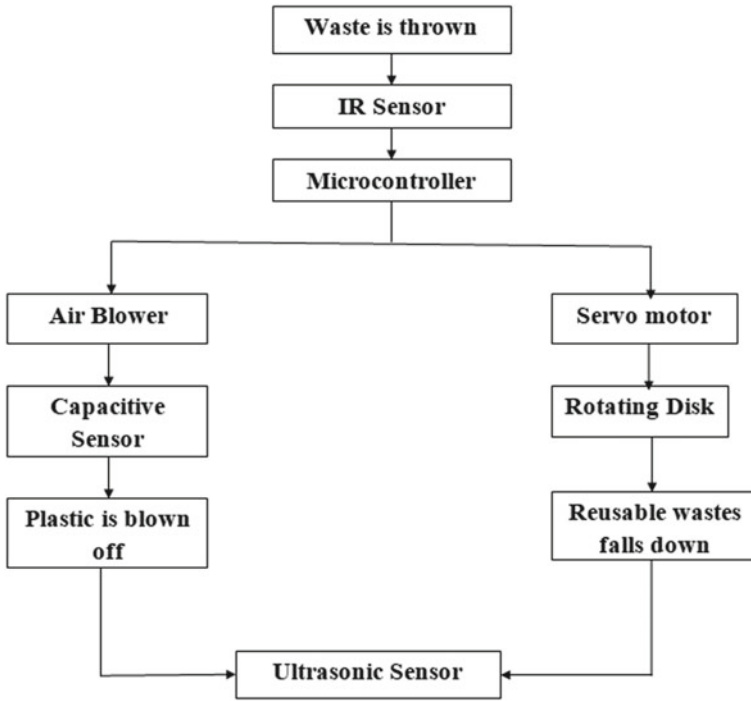 Waste is thrown
IR Sensor
Microcontroller
Air Blower
Servo motor
Capacitive
Sensor
Rotating Disk
Plastic is blown
off
Reusable wastes
falls down
Ultrasonic Sensor